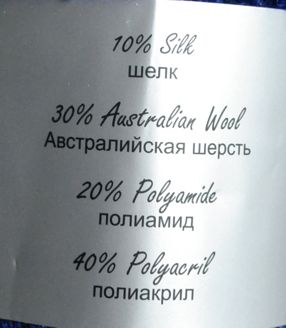 10% Silk
шелк
30% Australian Wool
Австралийская шерсть
20% Polyamide
полиамид
40% Polyacril
полиакрил